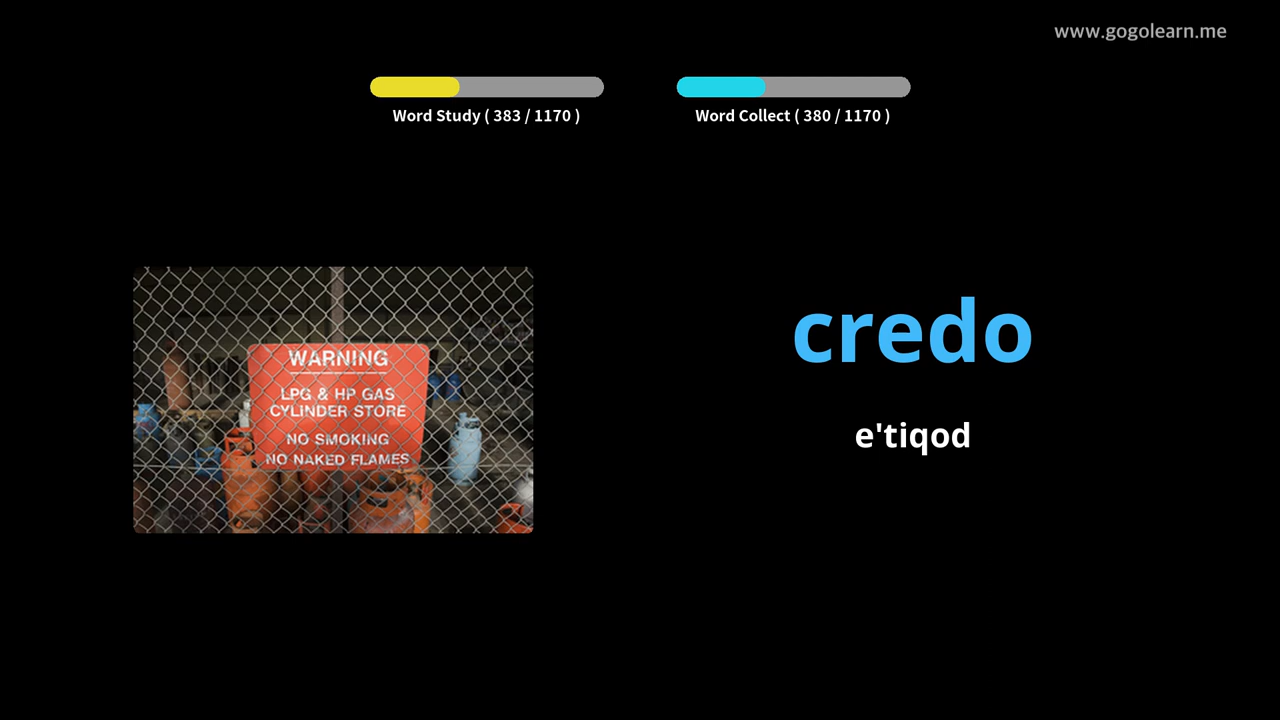 www.gogolearn.me
Word Study ( 383 / 1170 )
Word Collect ( 380 / 1170 )
WARNING
LPG & HP GAS
CYLINDER STORE
NO SMOKING
NO NAKED FLAMES
credo
e'tiqod